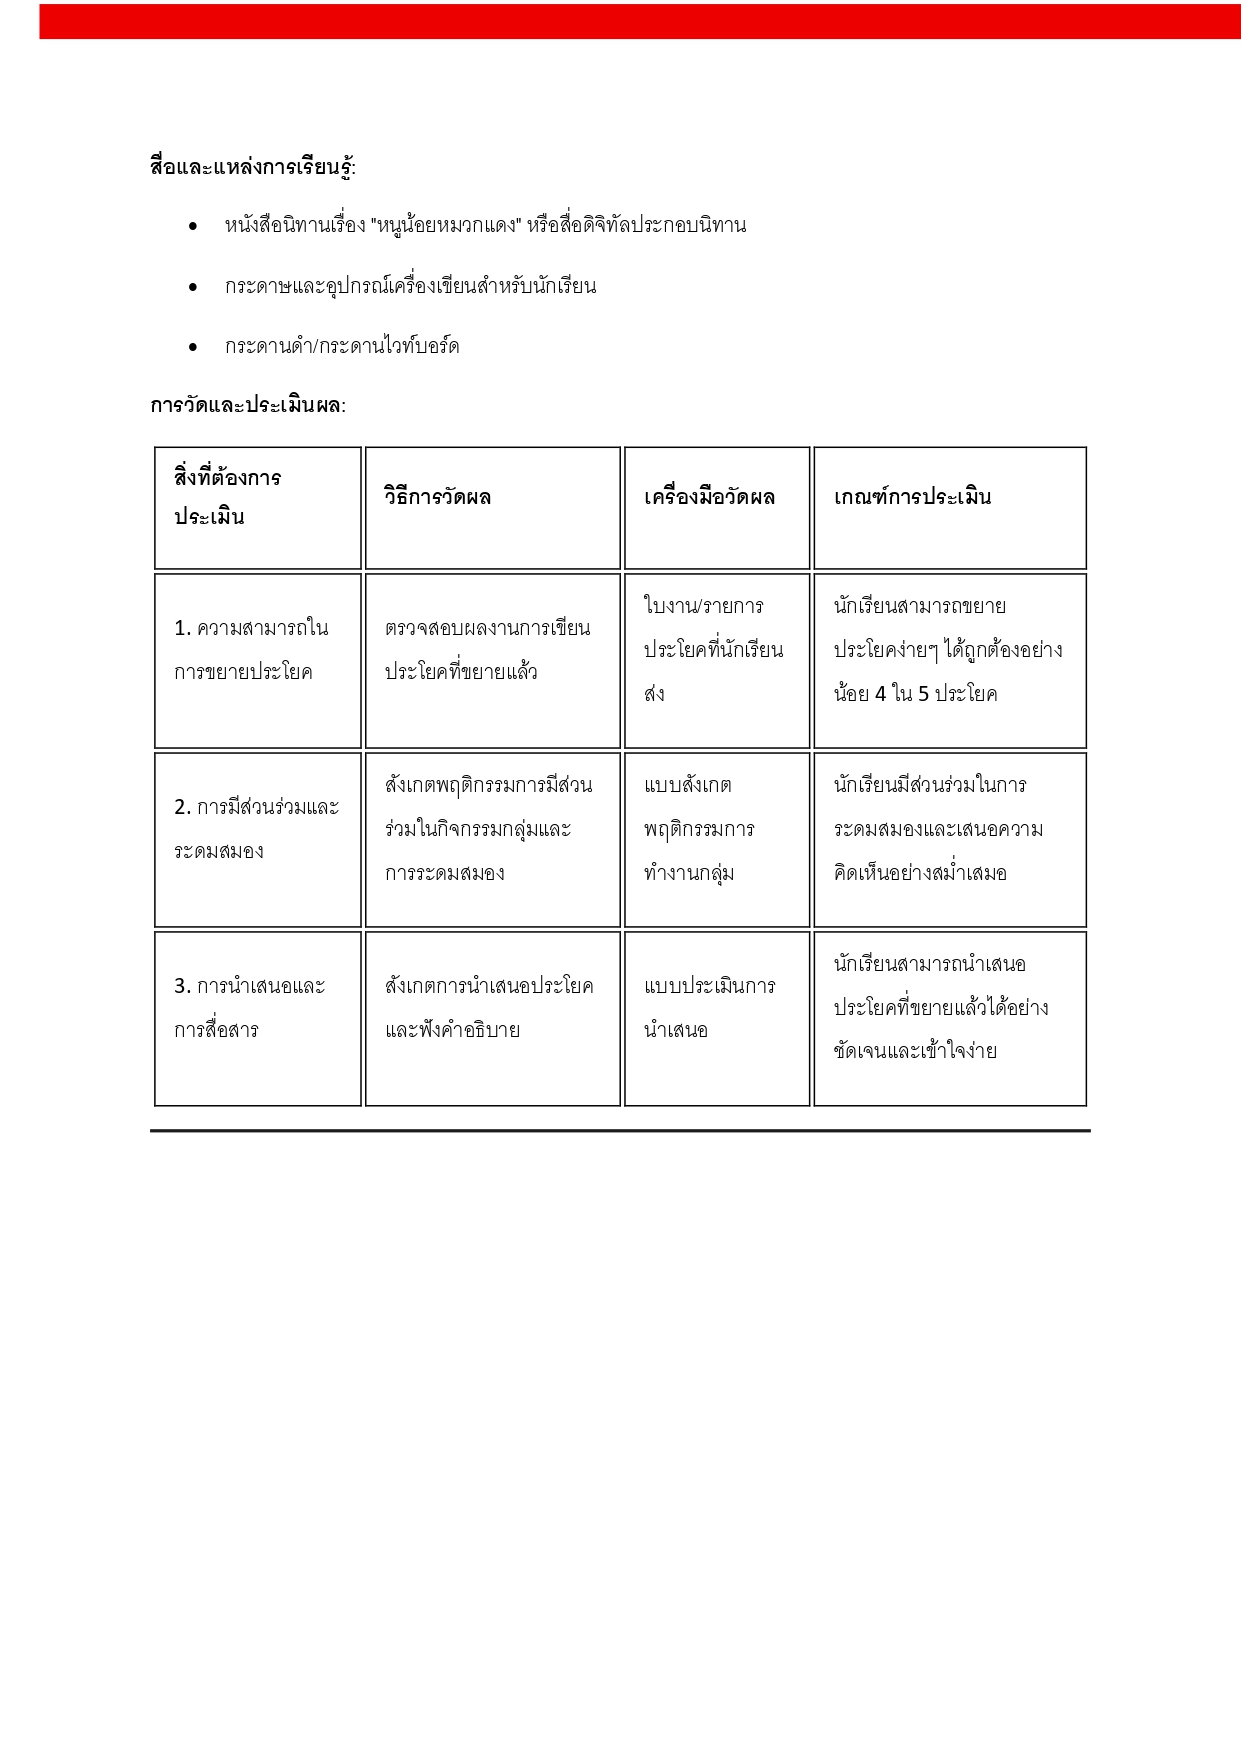 สื่อและแหล่งการเรียนรู้:
• หนังสือนิทานเรื่อง "หนูน้อยหมวกแดง" หรือสื่อดิจิทัลประกอบนิทาน
• กระดาษและอุปกรณ์เครื่องเขียนสำหรับนักเรียน
• กระดานดำ/กระดานไวท์บอร์ด
การวัดและประเมินผล:
สิ่งที่ต้องการ
ประเมิน
วิธีการวัดผล
เครื่องมือวัดผล
เกณฑ์การประเมิน
1. ความสามารถใน
การขยายประโยค
ตรวจสอบผลงานการเขียน
ประโยคที่ขยายแล้ว
ใบงาน/รายการ
ประโยคที่นักเรียน
ส่ง
นักเรียนสามารถขยาย
ประโยคง่ายๆ ได้ถูกต้องอย่าง
น้อย 4 ใน 5 ประโยค
2. การมีส่วนร่วมและ
ระดมสมอง
สังเกตพฤติกรรมการมีส่วน
ร่วมในกิจกรรมกลุ่มและ
การระดมสมอง
แบบสังเกต
พฤติกรรมการ
ทำงานกลุ่ม
นักเรียนมีส่วนร่วมในการ
ระดมสมองและเสนอความ
คิดเห็นอย่างสม่ำเสมอ
3. การนำเสนอและ
การสื่อสาร
สังเกตการนำเสนอประโยค
และฟังคำอธิบาย
แบบประเมินการ
นำเสนอ
นักเรียนสามารถนำเสนอ
ประโยคที่ขยายแล้วได้อย่าง
ชัดเจนและเข้าใจง่าย